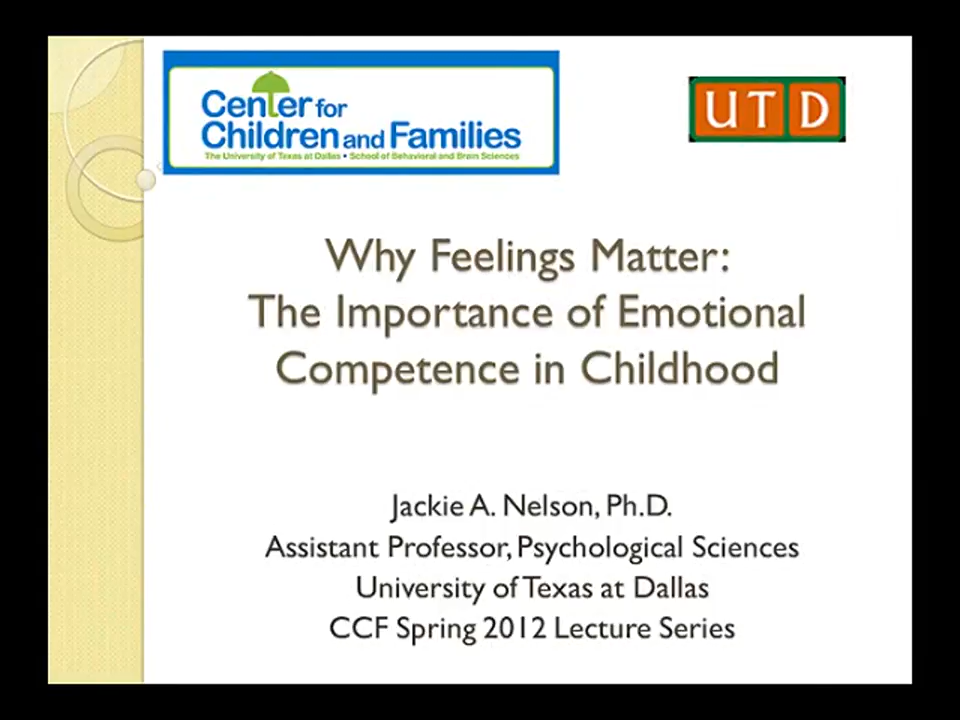 Center for
Children and Families
The University of Texas at Dallas • School of Behavioral and Brain Sciences
UTD
Why Feelings Matter:
The Importance of Emotional
Competence in Childhood
Jackie A. Nelson, Ph.D.
Assistant Professor, Psychological Sciences
University of Texas at Dallas
CCF Spring 2012 Lecture Series